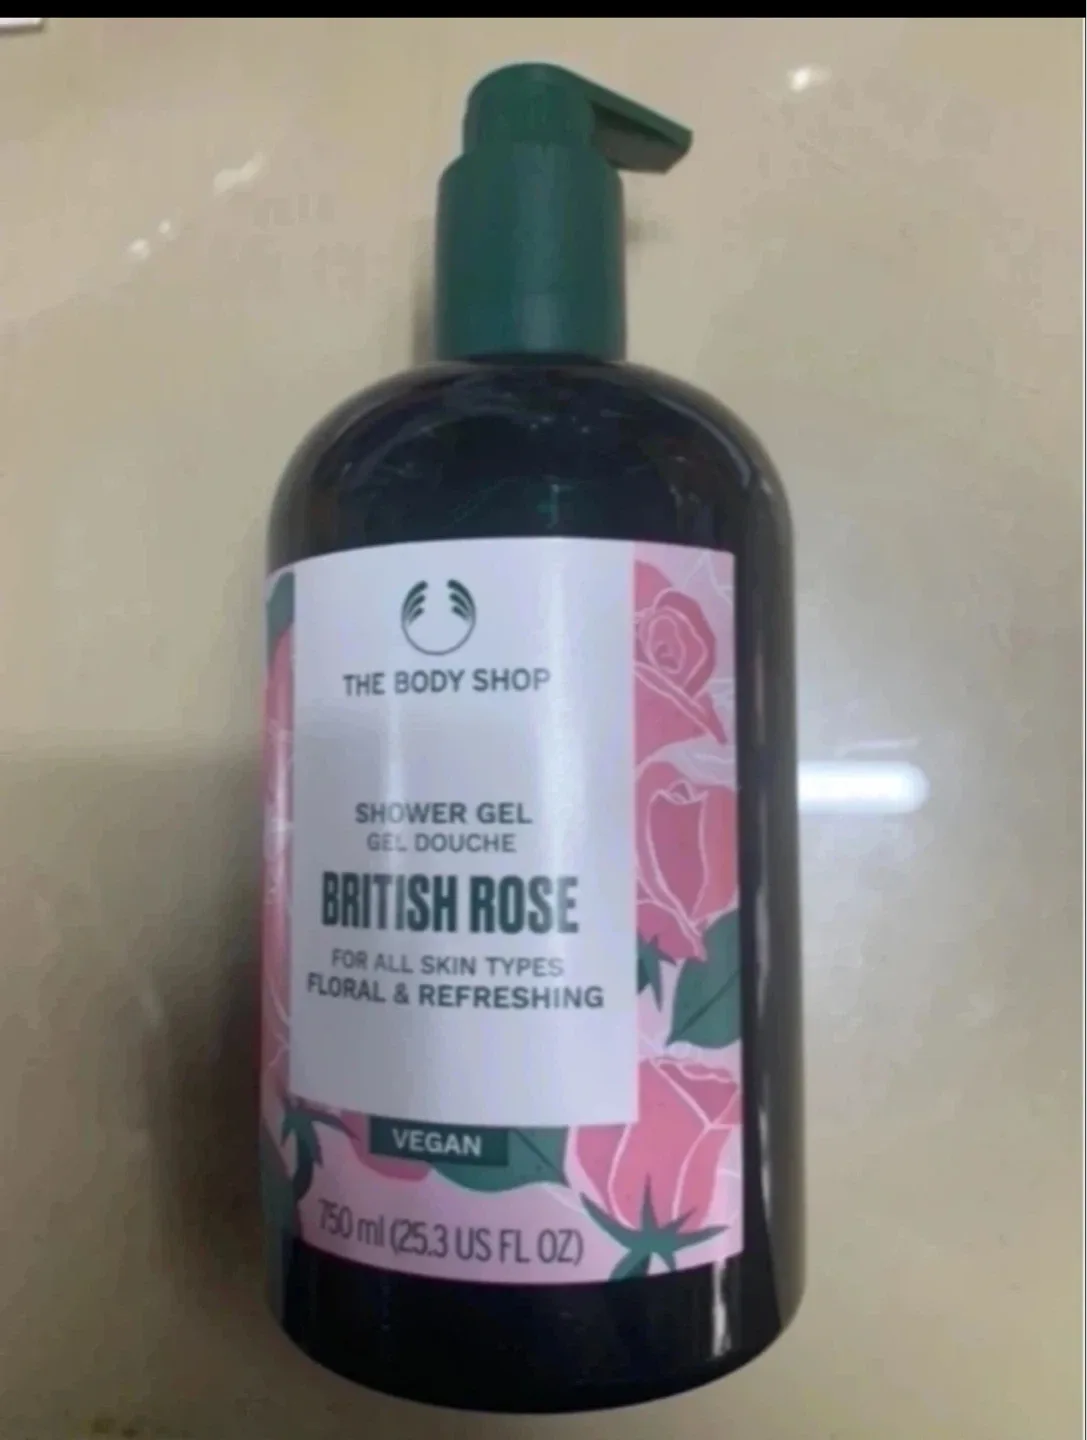 THE BODY SHOP
SHOWER GEL
GEL DOUCHE
BRITISH ROSE
FOR ALL SKIN TYPES
FLORAL & REFRESHING
VEGAN
750 ml (25.3 US FL OZ)